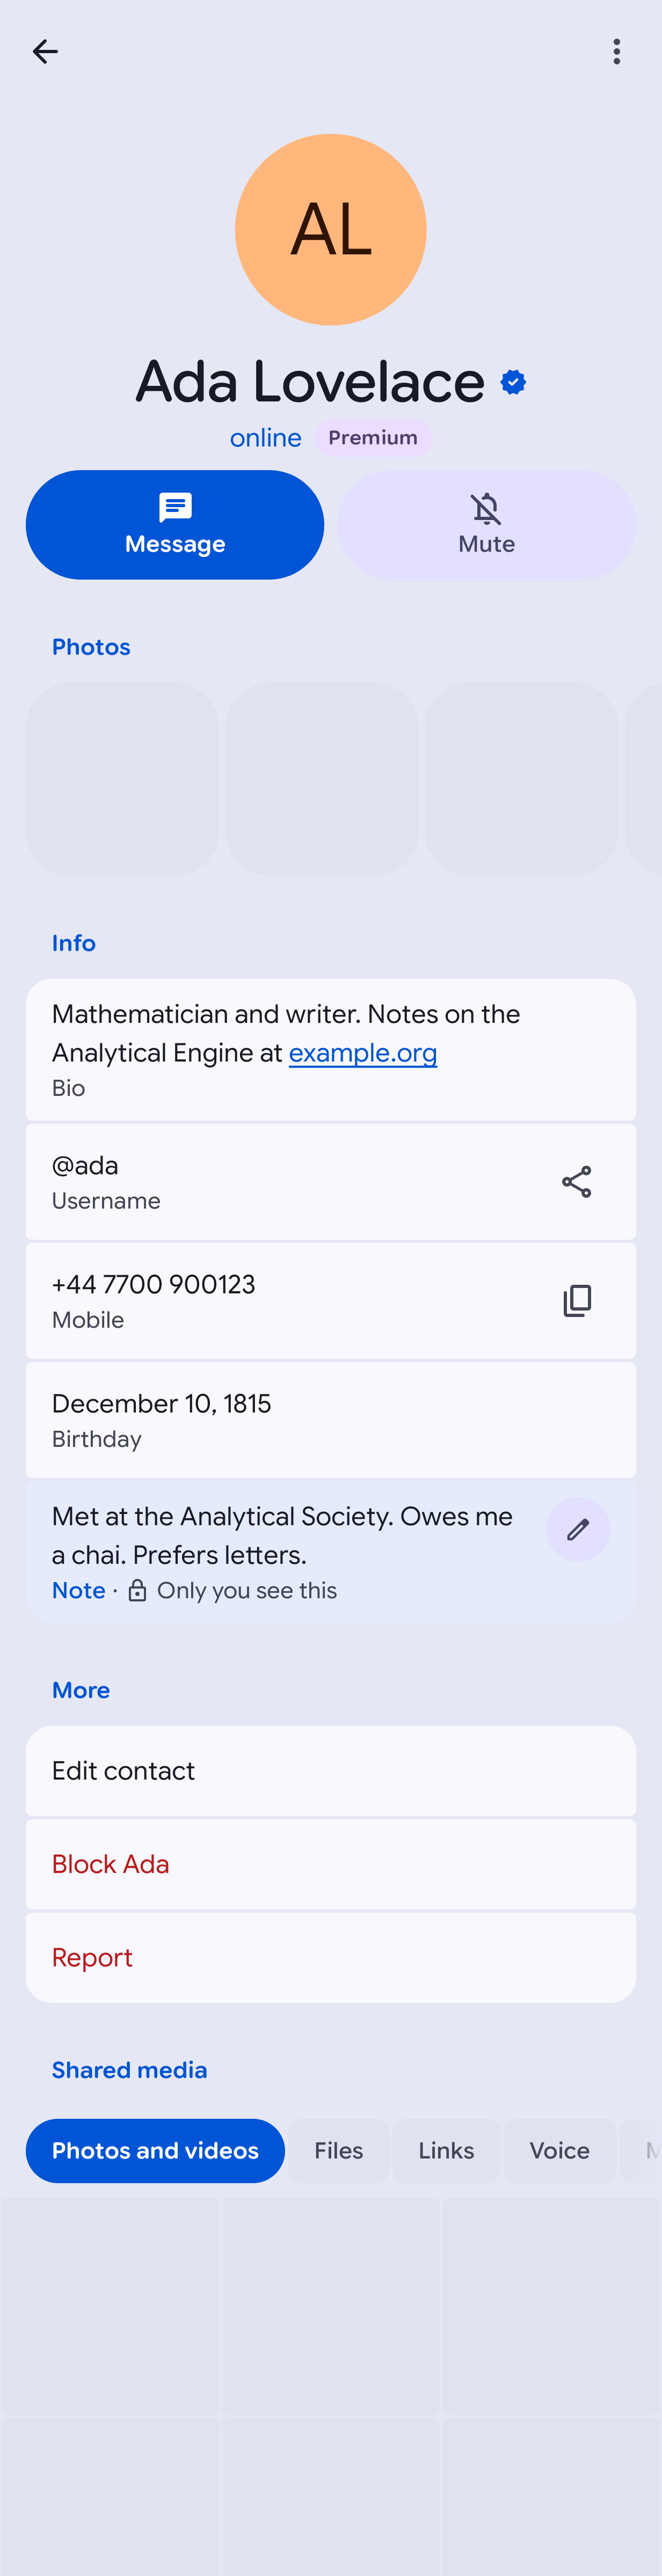 AL
Ada Lovelace
online Premium
Message Mute
Photos
Info
Mathematician and writer. Notes on the
Analytical Engine at example.org
Bio
@ada
Username
+44 7700 900123
Mobile
December 10, 1815
Birthday
Met at the Analytical Society. Owes me
a chai. Prefers letters.
Note · Only you see this
More
Edit contact
Block Ada
Report
Shared media
Photos and videos Files Links Voice